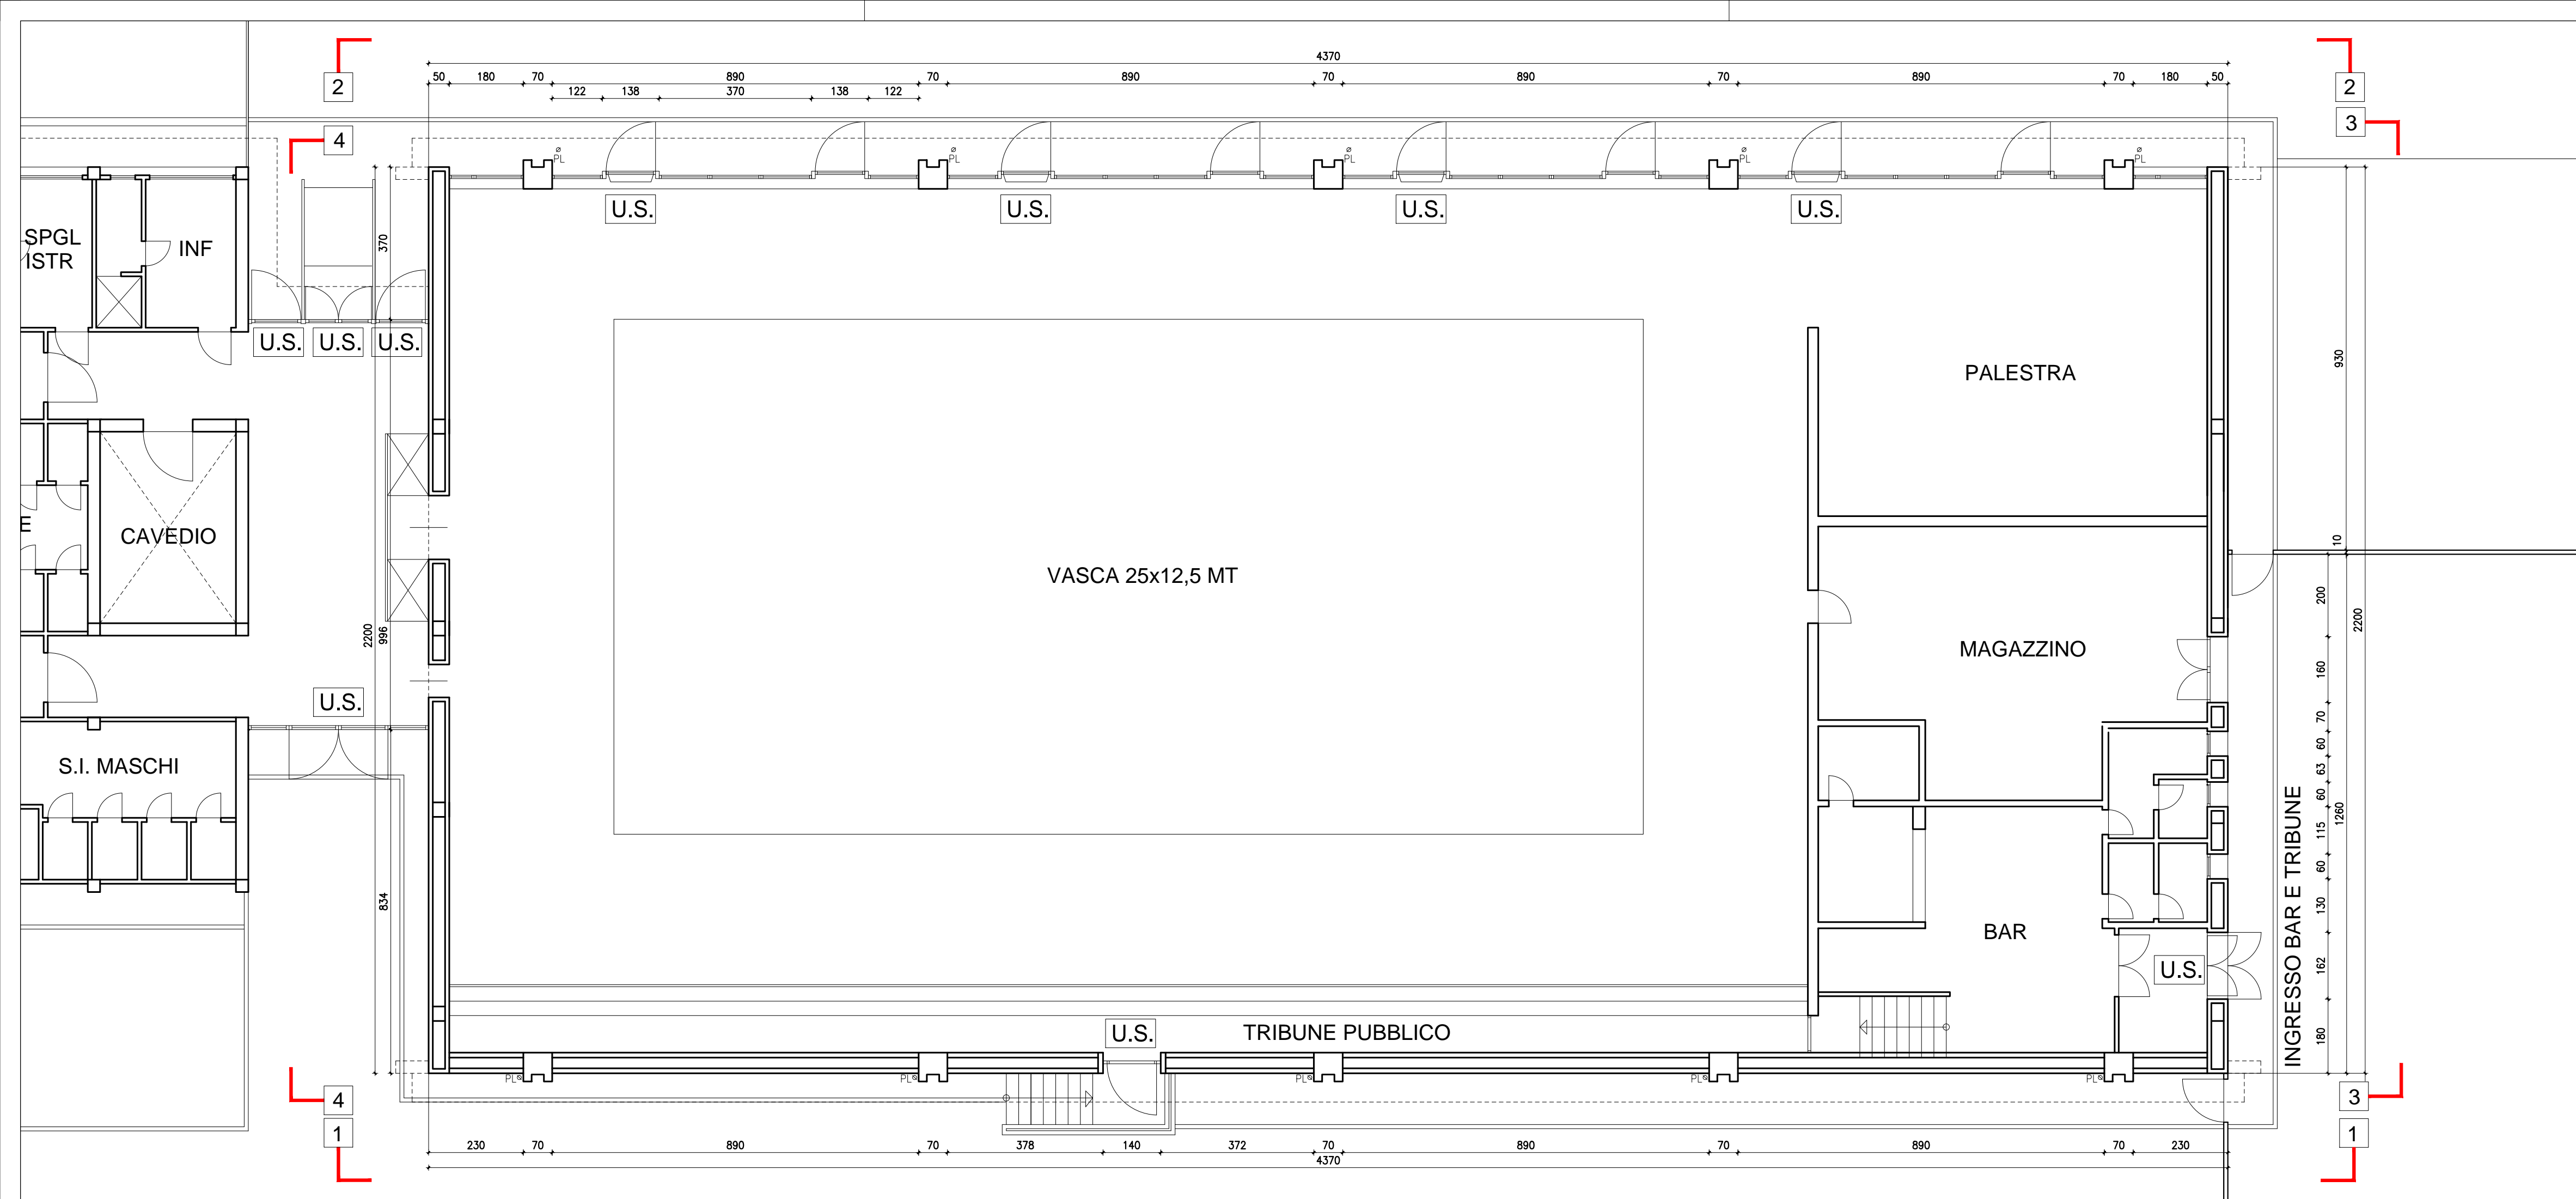 4370
50 180 70 890 70 890 70 890 70 890 70 180 50
122 138 370 138 122
2
2
4
3
PL
PL
PL
PL
PL
U.S.
U.S.
U.S.
U.S.
SPGL
ISTR
INF
370
U.S.
U.S.
U.S.
PALESTRA
930
E
CAVEDIO
10
VASCA 25x12,5 MT
200
2200
996
2200
MAGAZZINO
160
U.S.
70
60
S.I. MASCHI
63
60
1260
115
60
834
130
BAR
INGRESSO BAR E TRIBUNE
U.S.
162
U.S.
TRIBUNE PUBBLICO
180
PL
PL
PL
PL
PL
4
3
1
1
230 70 890 70 378 140 372 70 890 70 890 70 230
4370